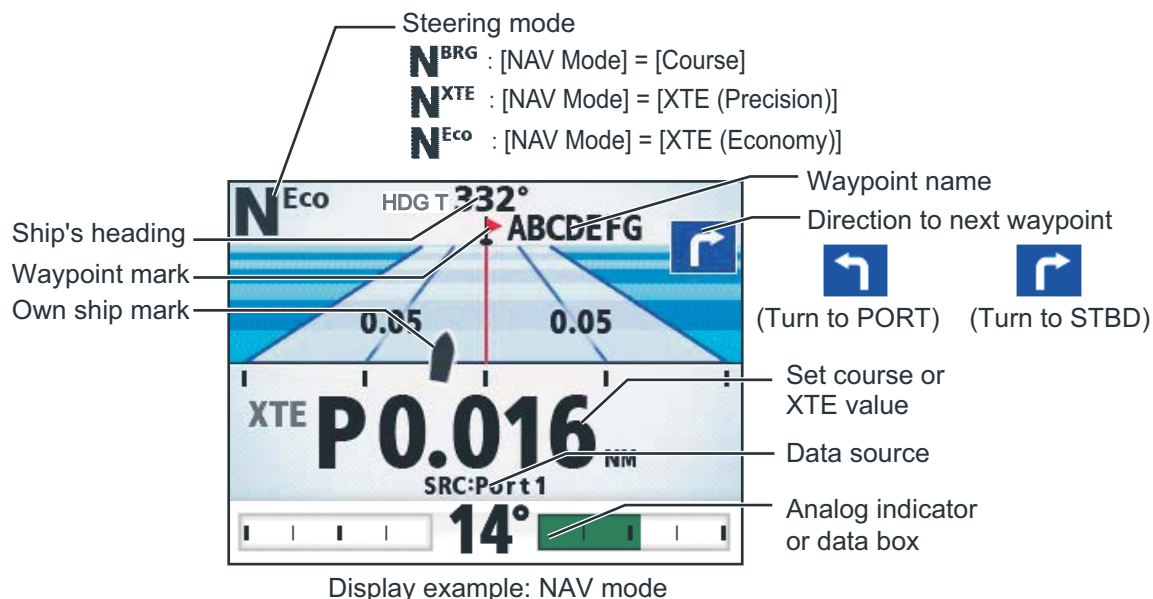 Steering mode
N BRG : [NAV Mode] = [Course]
N XTE : [NAV Mode] = [XTE (Precision)]
N Eco : [NAV Mode] = [XTE (Economy)]
Waypoint name
Direction to next waypoint
(Turn to PORT) (Turn to STBD)
Ship's heading
Waypoint mark
Own ship mark
N Eco HDG T 332°
ABCDEFG
0.05 0.05
XTE P 0.016 NM
SRC:Port1
14°
Set course or
XTE value
Data source
Analog indicator
or data box
Display example: NAV mode